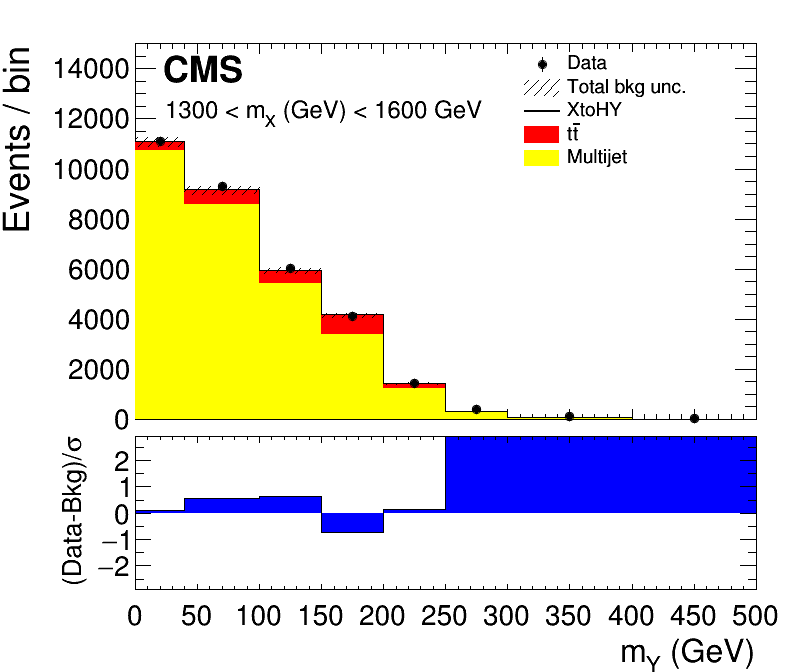 Events / bin
14000
12000
10000
8000
6000
4000
2000
0
CMS
1300 < mX (GeV) < 1600 GeV
Data
Total bkg unc.
XtoHY
tt̄
Multijet
(Data-Bkg)/σ
2
1
0
−1
−2
0 50 100 150 200 250 300 350 400 450 500
mY (GeV)